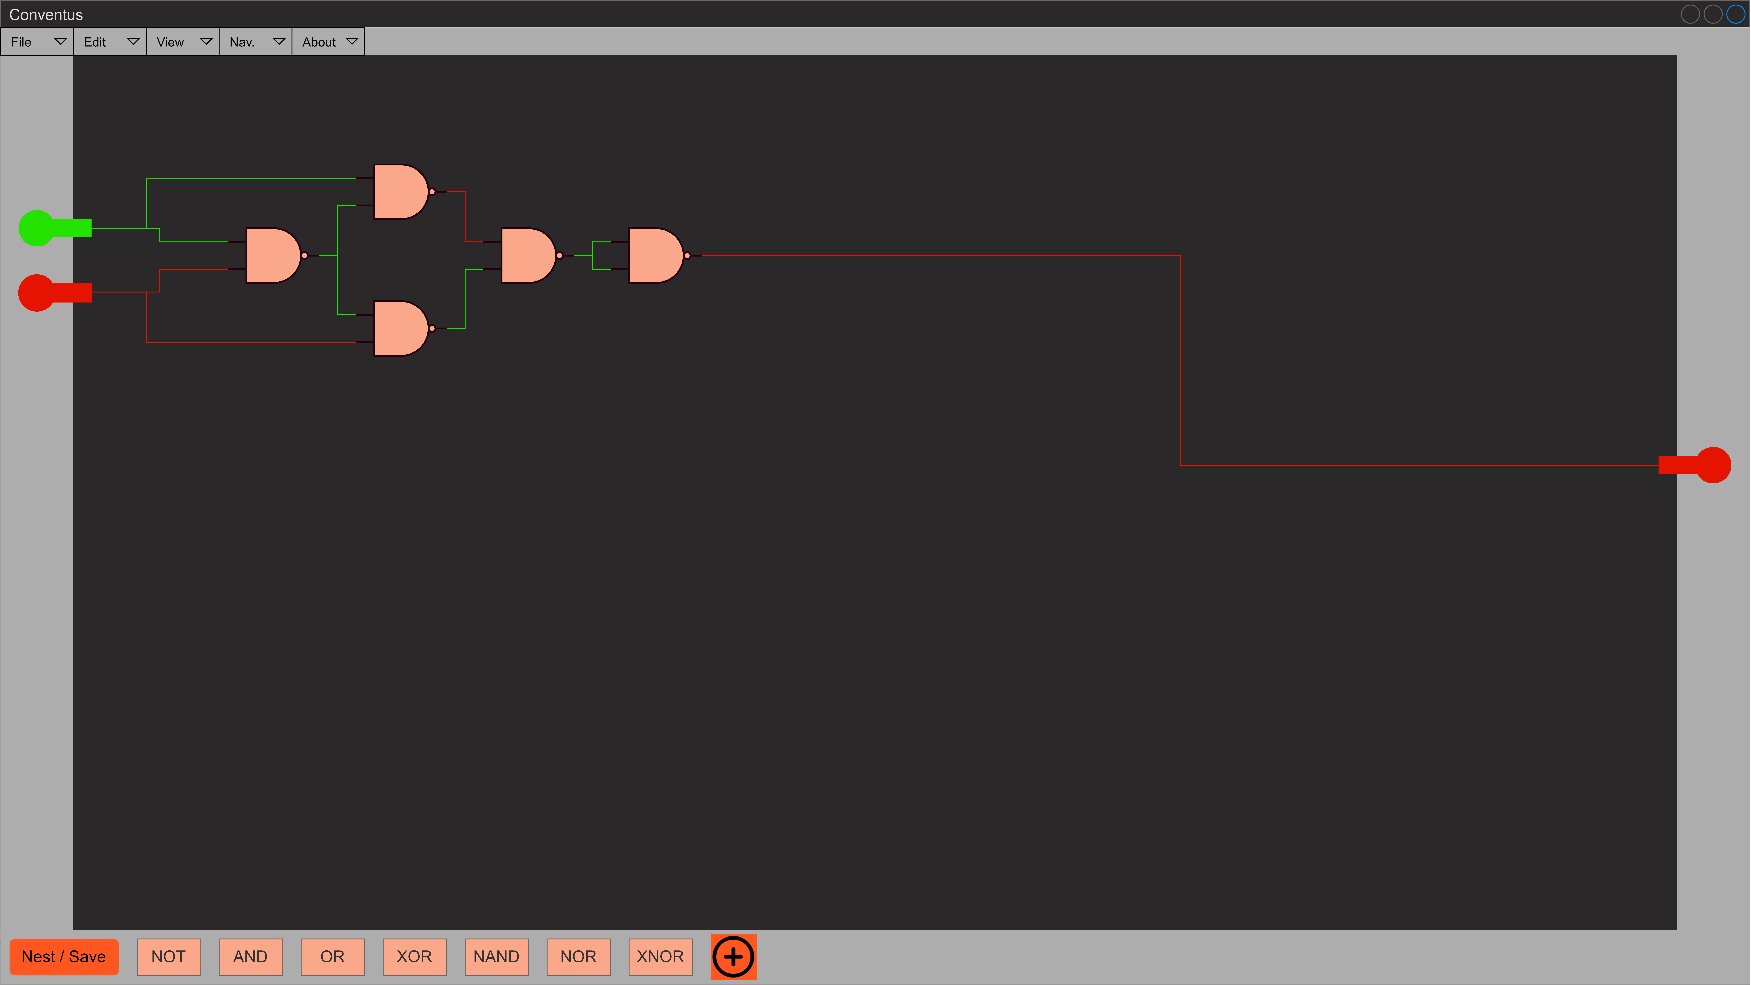 Conventus
File Edit View Nav. About
Nest / Save NOT AND OR XOR NAND NOR XNOR